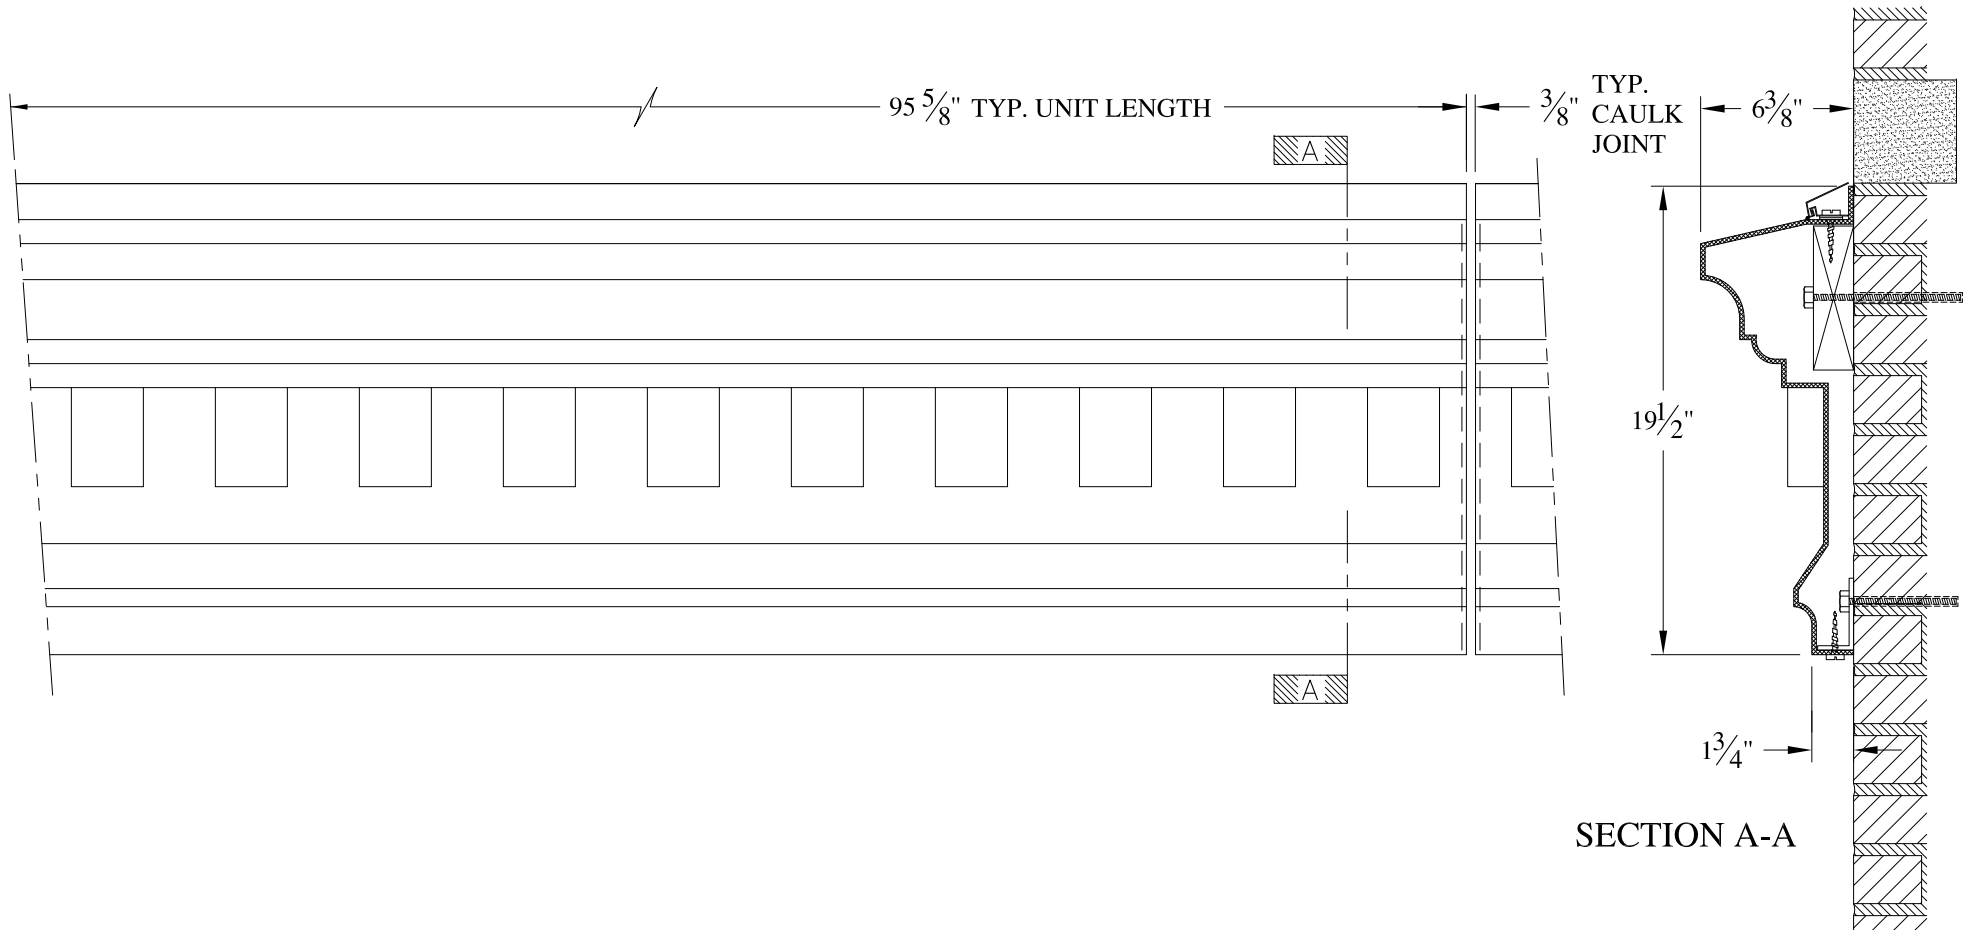 95 5/8" TYP. UNIT LENGTH
3/8" TYP.
CAULK
JOINT
6 3/8"
A
19 1/2"
A
1 3/4"
SECTION A-A